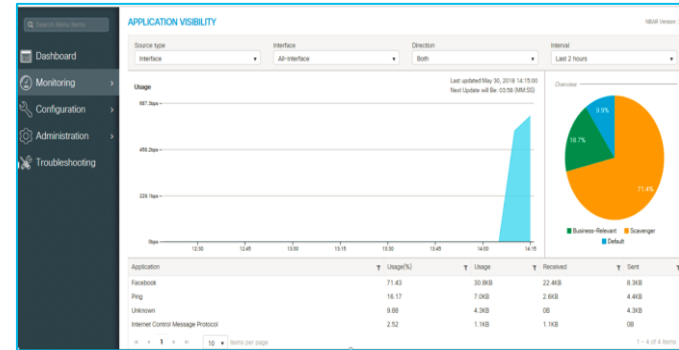 Search Menu Items
APPLICATION VISIBILITY
NBAR Version:
Dashboard
Monitoring
Configuration
Administration
Troubleshooting
Source type
Interface
Direction
Interval
Interface
All-Interface
Both
Last 2 hours
Usage
Last updated May 30, 2018 14:15:00
Next Update will Be: 03:58 (MM:SS)
Overview
687.3bps
458.2bps
229.1bps
0bps
12:30 12:45 13:00 13:15 13:30 13:45 14:00 14:15
9.9%
18.7%
71.4%
Business-Relevant Scavenger
Default
Application Usage(%) Usage Received Sent
Facebook 71.43 30.8KB 22.4KB 8.3KB
Ping 16.17 7.0KB 2.6KB 4.4KB
Unknown 9.88 4.3KB 0B 4.3KB
Internet Control Message Protocol 2.52 1.1KB 1.1KB 0B
1 10 items per page 1 - 4 of 4 items